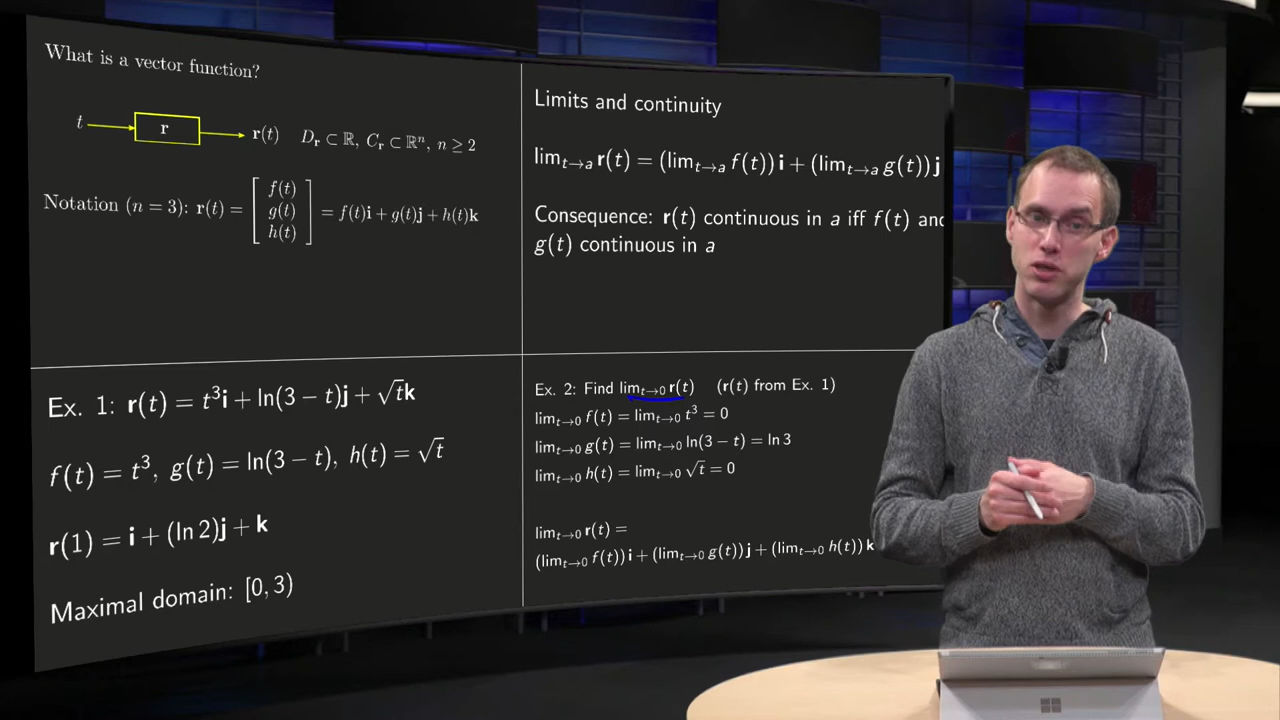 What is a vector function?
t r r(t) D_r ⊂ ℝ, C_r ⊂ ℝⁿ, n ≥ 2
Notation (n = 3): r(t) = [ f(t) g(t) h(t) ] = f(t)i + g(t)j + h(t)k
Limits and continuity
lim_{t→a} r(t) = (lim_{t→a} f(t)) i + (lim_{t→a} g(t)) j
Consequence: r(t) continuous in a iff f(t) and
g(t) continuous in a
Ex. 1: r(t) = t³i + ln(3 − t)j + √t k
f(t) = t³, g(t) = ln(3 − t), h(t) = √t
r(1) = i + (ln 2)j + k
Maximal domain: [0, 3)
Ex. 2: Find lim_{t→0} r(t) (r(t) from Ex. 1)
lim_{t→0} f(t) = lim_{t→0} t³ = 0
lim_{t→0} g(t) = lim_{t→0} ln(3 − t) = ln 3
lim_{t→0} h(t) = lim_{t→0} √t = 0
lim_{t→0} r(t) =
(lim_{t→0} f(t)) i + (lim_{t→0} g(t)) j + (lim_{t→0} h(t)) k